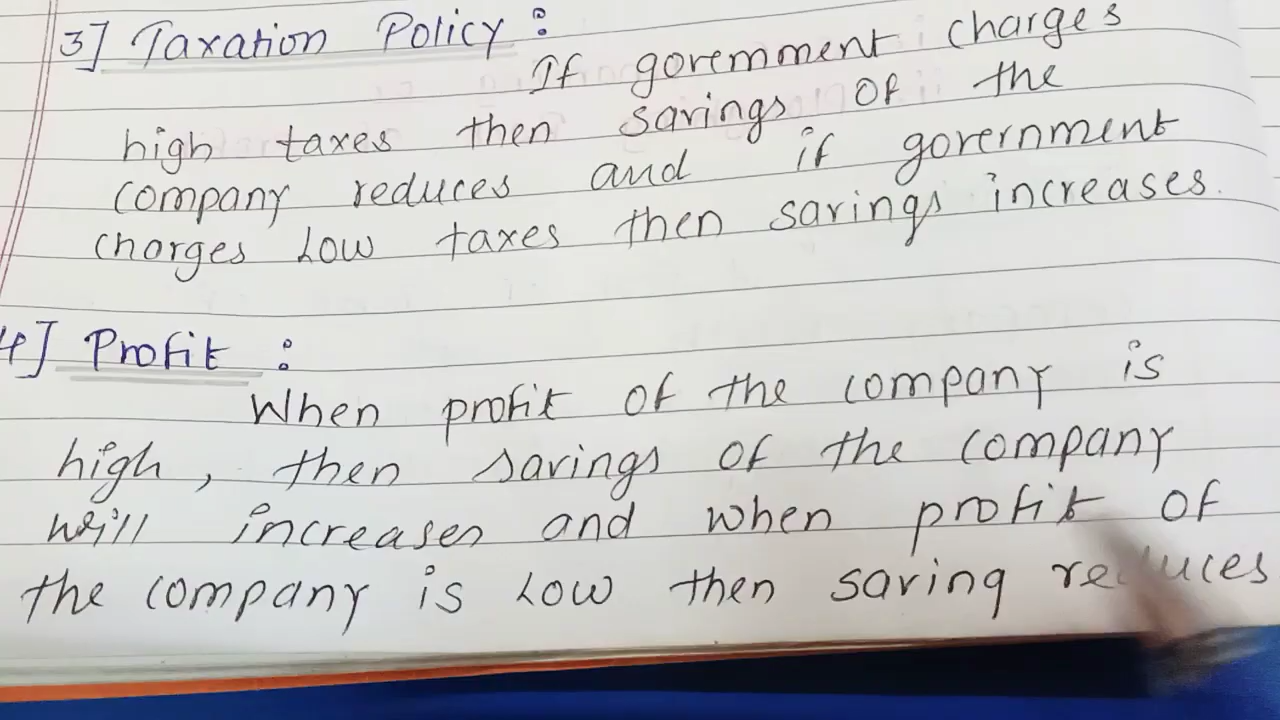 3] Taxation Policy :
If government charges
high taxes then savings of the
company reduces and if government
charges Low taxes then savings increases.
4] Profit :
When profit of the company is
high, then savings of the company
will increases and when profit of
the company is Low then saving reduces